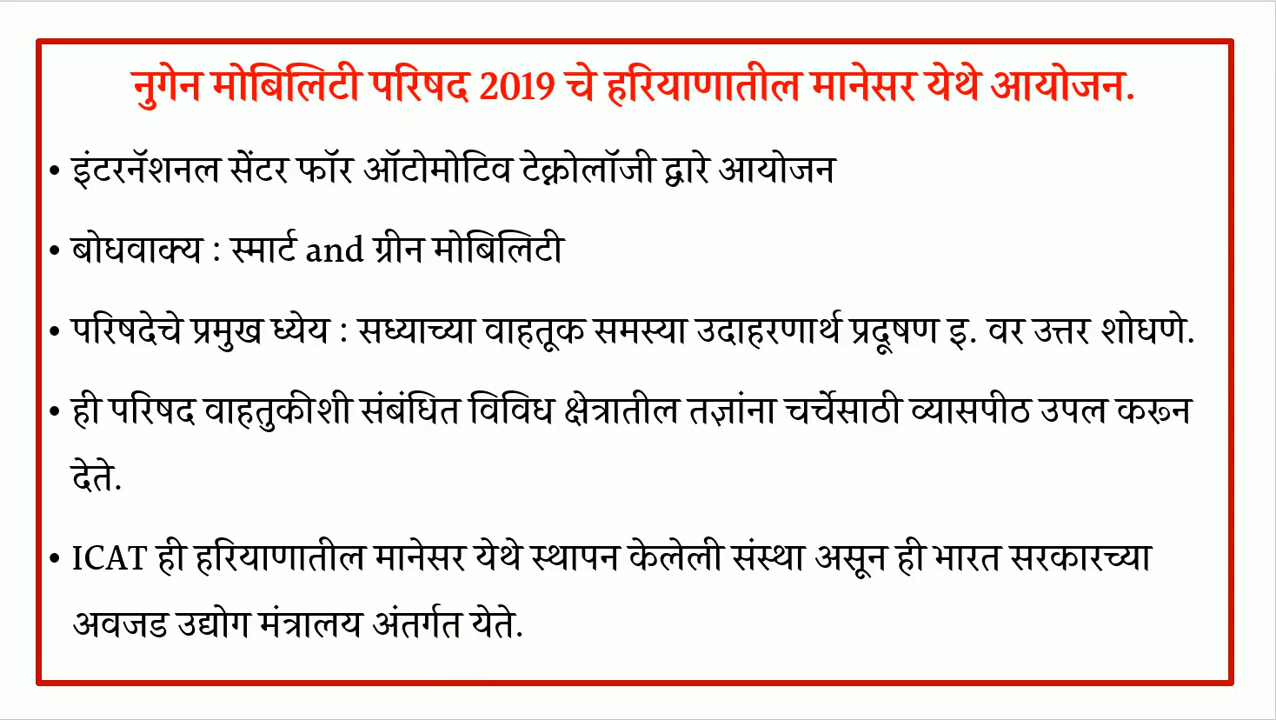 नुगेन मोबिलिटी परिषद 2019 चे हरियाणातील मानेसर येथे आयोजन.
• इंटरनॅशनल सेंटर फॉर ऑटोमोटिव टेक्नोलॉजी द्वारे आयोजन
• बोधवाक्य : स्मार्ट and ग्रीन मोबिलिटी
• परिषदेचे प्रमुख ध्येय : सध्याच्या वाहतूक समस्या उदाहरणार्थ प्रदूषण इ. वर उत्तर शोधणे.
• ही परिषद वाहतुकीशी संबंधित विविध क्षेत्रातील तज्ञांना चर्चेसाठी व्यासपीठ उपल करून
देते.
• ICAT ही हरियाणातील मानेसर येथे स्थापन केलेली संस्था असून ही भारत सरकारच्या
अवजड उद्योग मंत्रालय अंतर्गत येते.